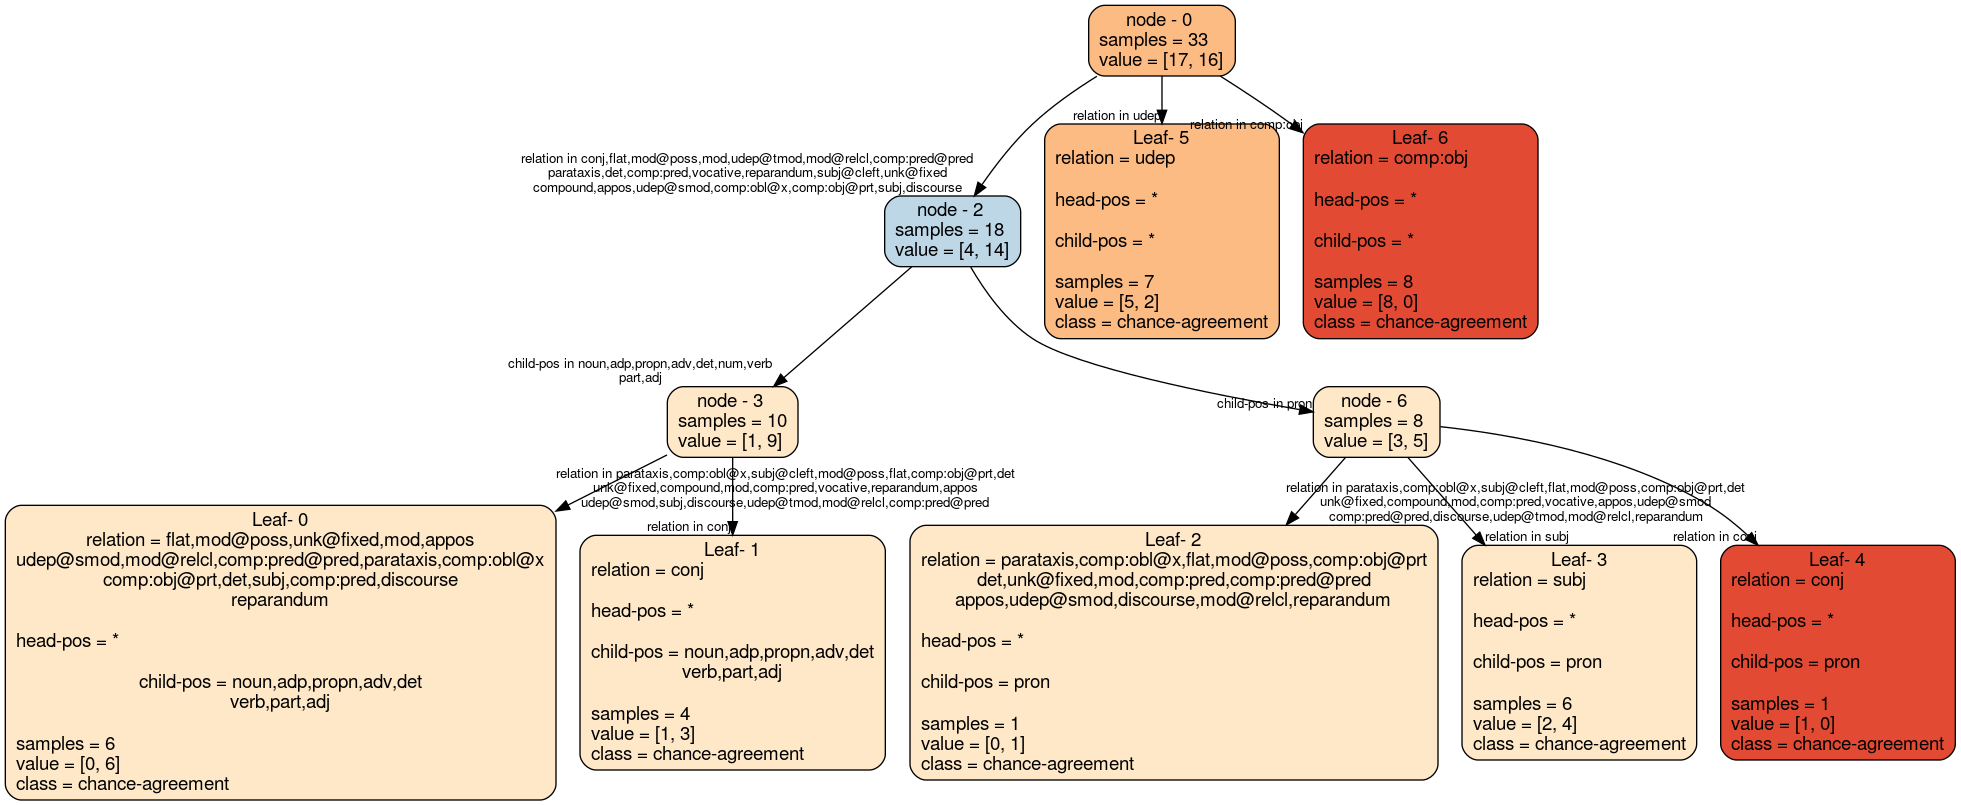 node - 0
samples = 33
value = [17, 16]
relation in udep
relation in comp:obj
relation in conj,flat,mod@poss,mod,udep@tmod,mod@relcl,comp:pred@pred
parataxis,det,comp:pred,vocative,reparandum,subj@cleft,unk@fixed
compound,appos,udep@smod,comp:obl@x,comp:obj@prt,subj,discourse
node - 2
samples = 18
value = [4, 14]
Leaf- 5
relation = udep
head-pos = *
child-pos = *
samples = 7
value = [5, 2]
class = chance-agreement
Leaf- 6
relation = comp:obj
head-pos = *
child-pos = *
samples = 8
value = [8, 0]
class = chance-agreement
child-pos in noun,adp,propn,adv,det,num,verb
part,adj
node - 3
samples = 10
value = [1, 9]
child-pos in pron
node - 6
samples = 8
value = [3, 5]
relation in parataxis,comp:obl@x,subj@cleft,mod@poss,flat,comp:obj@prt,det
unk@fixed,compound,mod,comp:pred,vocative,reparandum,appos
udep@smod,subj,discourse,udep@tmod,mod@relcl,comp:pred@pred
relation in conj
relation in parataxis,comp:obl@x,subj@cleft,flat,mod@poss,comp:obj@prt,det
unk@fixed,compound,mod,comp:pred,vocative,appos,udep@smod
comp:pred@pred,discourse,udep@tmod,mod@relcl,reparandum
relation in subj
relation in conj
Leaf- 0
relation = flat,mod@poss,unk@fixed,mod,appos
udep@smod,mod@relcl,comp:pred@pred,parataxis,comp:obl@x
comp:obj@prt,det,subj,comp:pred,discourse
reparandum
head-pos = *
child-pos = noun,adp,propn,adv,det
verb,part,adj
samples = 6
value = [0, 6]
class = chance-agreement
Leaf- 1
relation = conj
head-pos = *
child-pos = noun,adp,propn,adv,det
verb,part,adj
samples = 4
value = [1, 3]
class = chance-agreement
Leaf- 2
relation = parataxis,comp:obl@x,flat,mod@poss,comp:obj@prt
det,unk@fixed,mod,comp:pred,comp:pred@pred
appos,udep@smod,discourse,mod@relcl,reparandum
head-pos = *
child-pos = pron
samples = 1
value = [0, 1]
class = chance-agreement
Leaf- 3
relation = subj
head-pos = *
child-pos = pron
samples = 6
value = [2, 4]
class = chance-agreement
Leaf- 4
relation = conj
head-pos = *
child-pos = pron
samples = 1
value = [1, 0]
class = chance-agreement